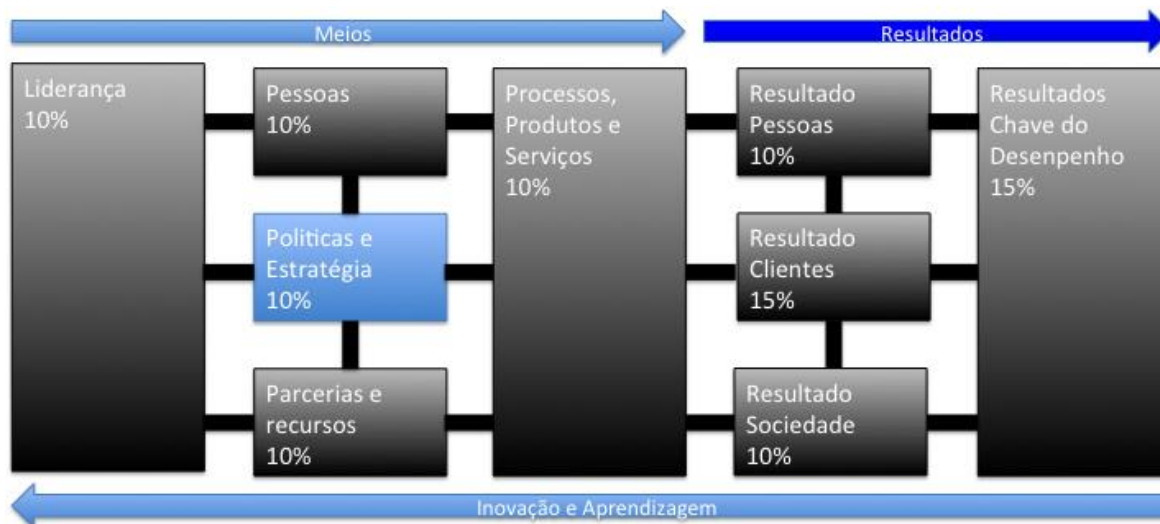 Meios
Resultados
Liderança
10%
Pessoas
10%
Politicas e
Estratégia
10%
Parcerias e
recursos
10%
Processos,
Produtos e
Serviços
10%
Resultado
Pessoas
10%
Resultado
Clientes
15%
Resultado
Sociedade
10%
Resultados
Chave do
Desenpenho
15%
Inovação e Aprendizagem